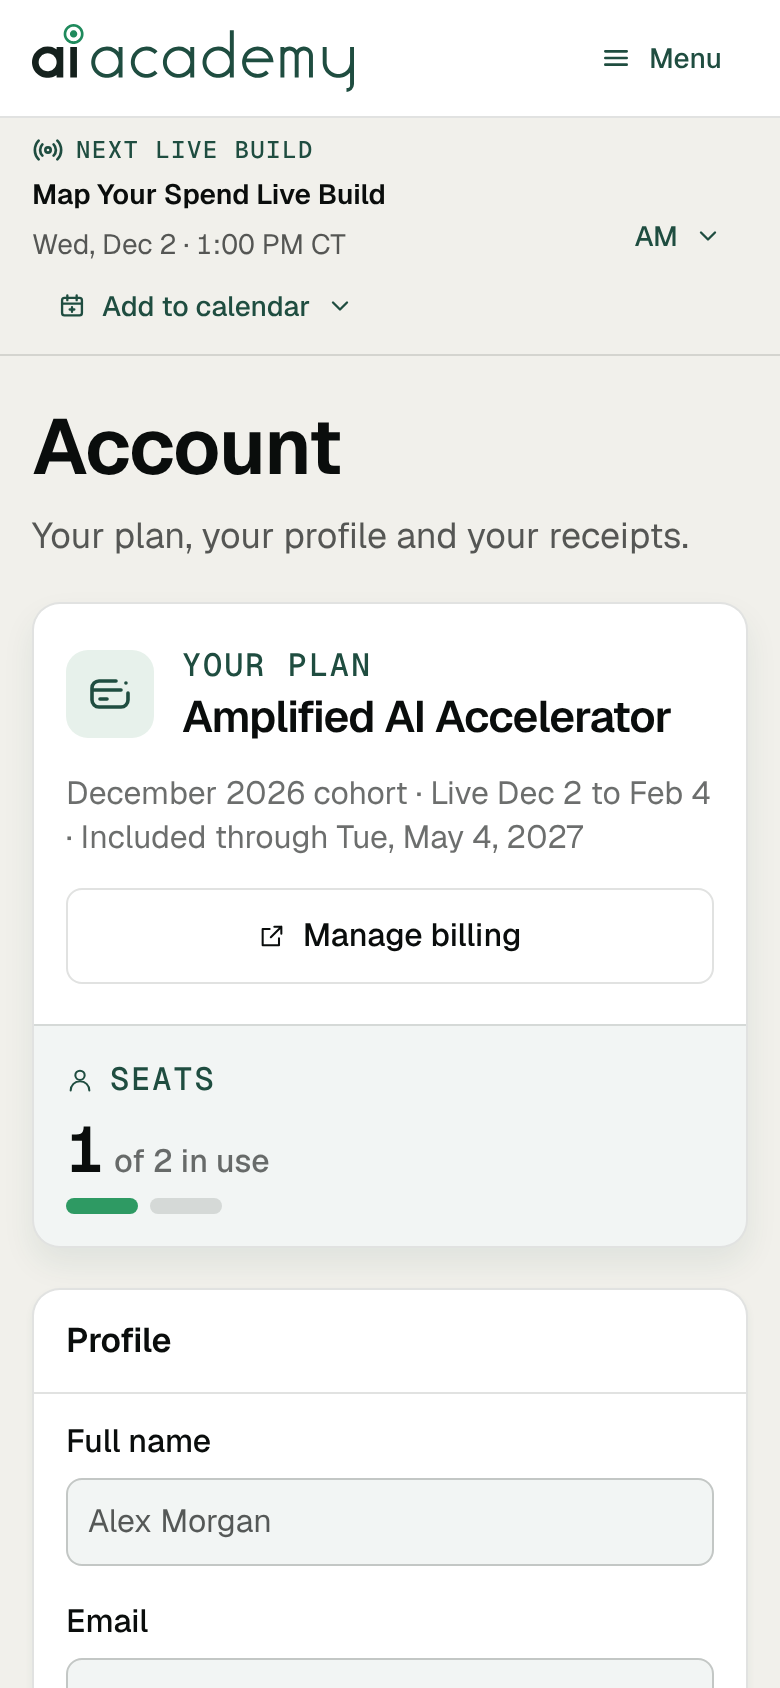 ai academy
Menu
NEXT LIVE BUILD
Map Your Spend Live Build
Wed, Dec 2 · 1:00 PM CT
AM
Add to calendar
Account
Your plan, your profile and your receipts.
YOUR PLAN
Amplified AI Accelerator
December 2026 cohort · Live Dec 2 to Feb 4
· Included through Tue, May 4, 2027
Manage billing
SEATS
1 of 2 in use
Profile
Full name
Alex Morgan
Email